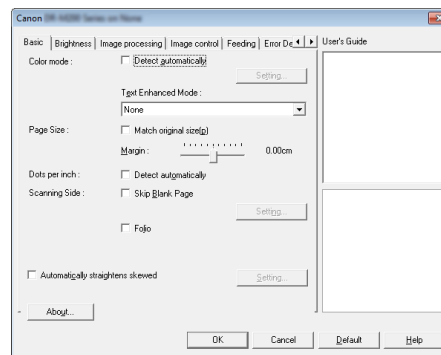 Canon
Basic Brightness Image processing Image control Feeding Error De
User's Guide
Color mode : Detect automatically
Setting...
Text Enhanced Mode :
None
Page Size : Match original size(p)
Margin : 0.00cm
Dots per inch : Detect automatically
Scanning Side : Skip Blank Page
Setting...
Folio
Automatically straightens skewed Setting...
About...
OK Cancel Default Help